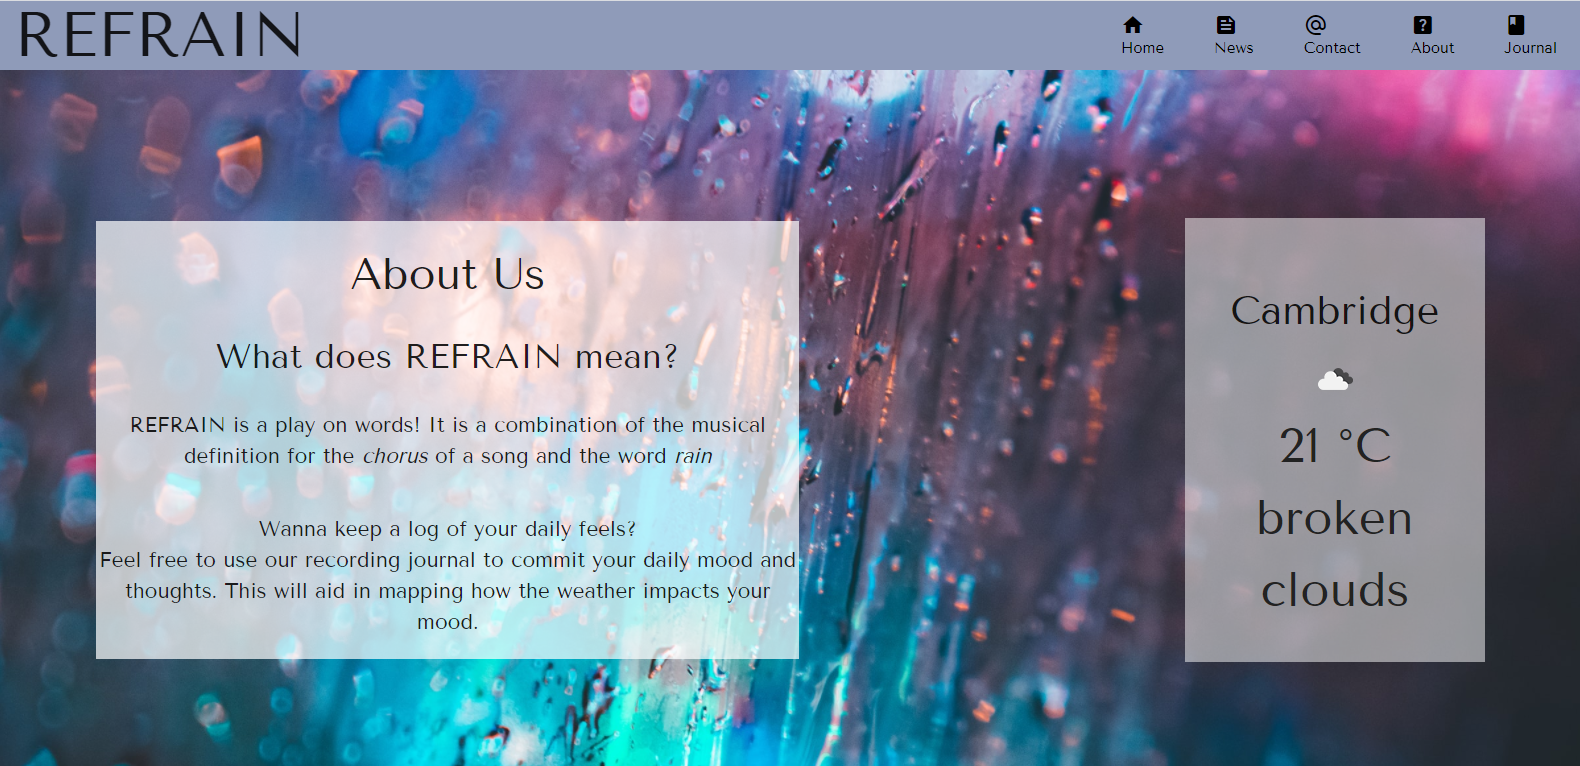 REFRAIN
Home News Contact About Journal
About Us
What does REFRAIN mean?
REFRAIN is a play on words! It is a combination of the musical
definition for the chorus of a song and the word rain
Wanna keep a log of your daily feels?
Feel free to use our recording journal to commit your daily mood and
thoughts. This will aid in mapping how the weather impacts your
mood.
Cambridge
21 °C
broken
clouds